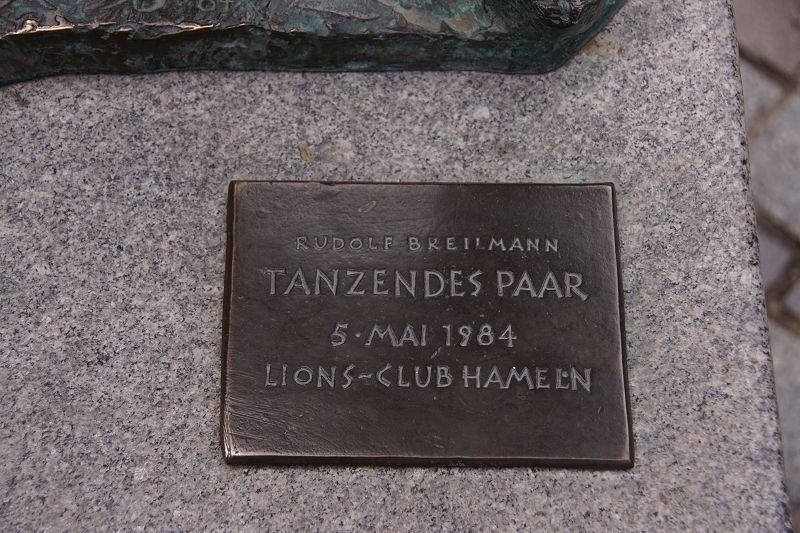 RUDOLF BREILMANN
TANZENDES PAAR
5·MAI 1984
LIONS-CLUB HAMELN